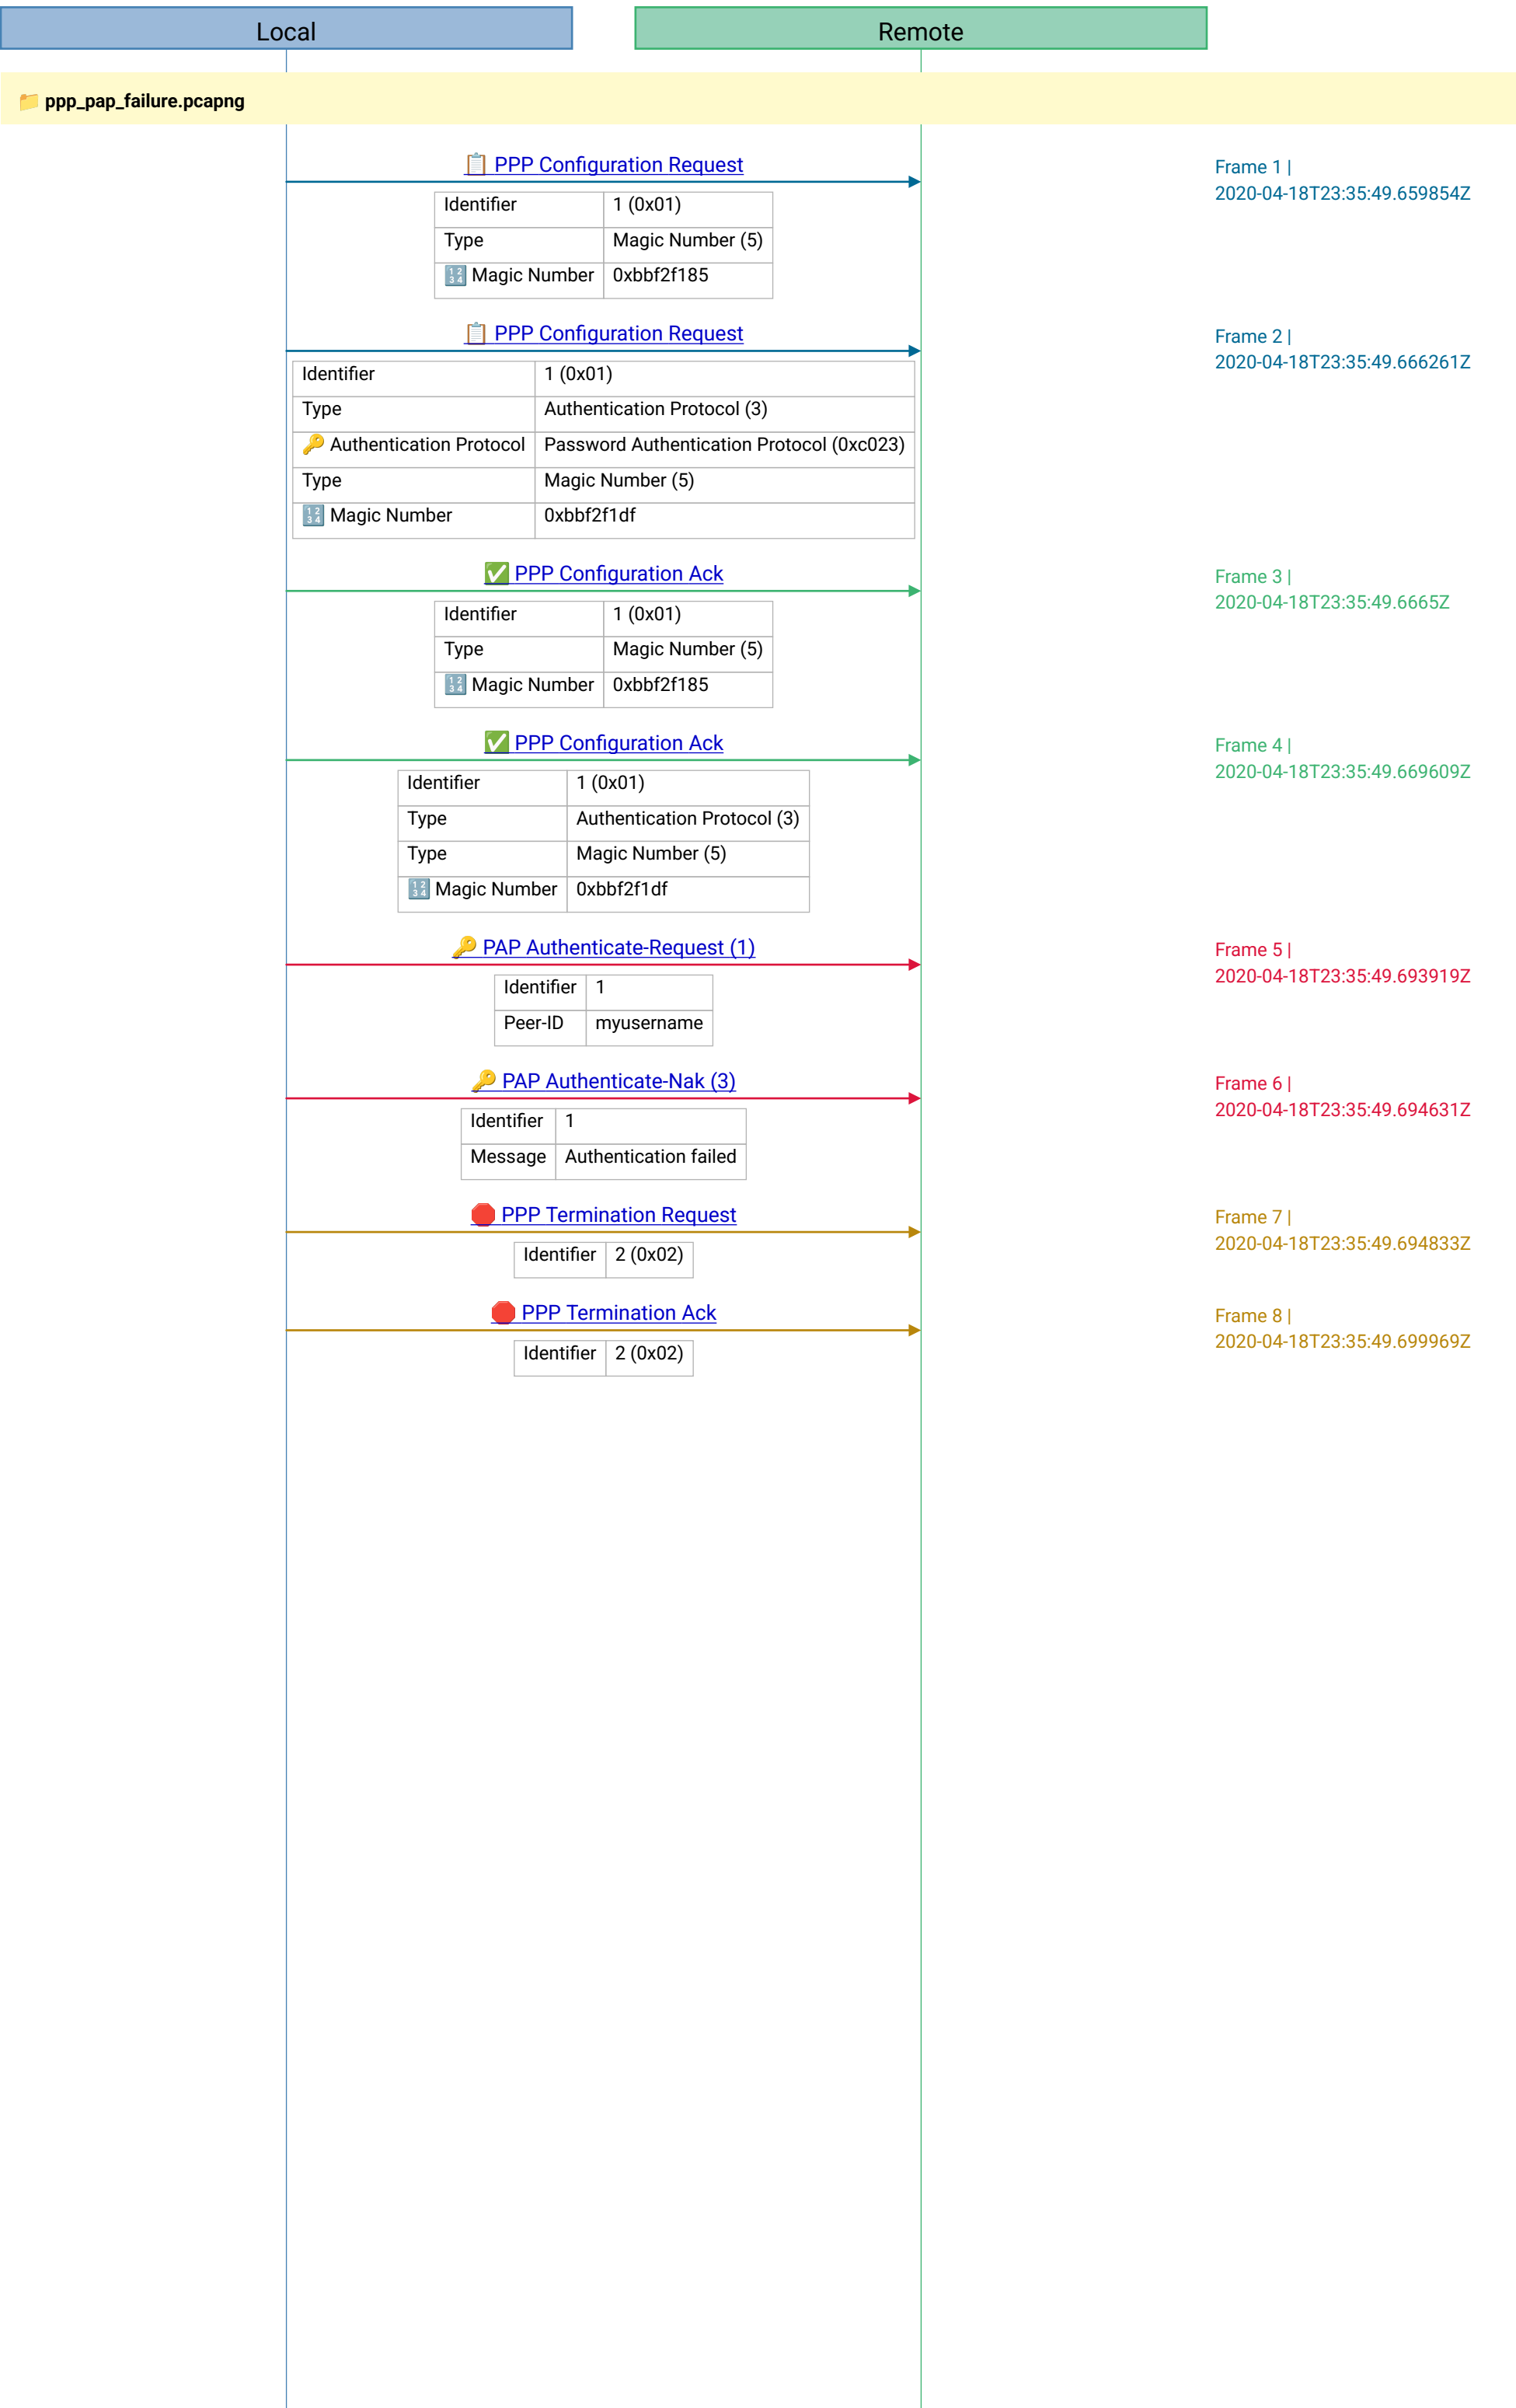 Local
Remote
📁 ppp_pap_failure.pcapng
📋 PPP Configuration Request
Frame 1 |
2020-04-18T23:35:49.659854Z
Identifier 1 (0x01)
Type Magic Number (5)
🔢 Magic Number 0xbbf2f185
📋 PPP Configuration Request
Frame 2 |
2020-04-18T23:35:49.666261Z
Identifier 1 (0x01)
Type Authentication Protocol (3)
🔑 Authentication Protocol Password Authentication Protocol (0xc023)
Type Magic Number (5)
🔢 Magic Number 0xbbf2f1df
✅ PPP Configuration Ack
Frame 3 |
2020-04-18T23:35:49.6665Z
Identifier 1 (0x01)
Type Magic Number (5)
🔢 Magic Number 0xbbf2f185
✅ PPP Configuration Ack
Frame 4 |
2020-04-18T23:35:49.669609Z
Identifier 1 (0x01)
Type Authentication Protocol (3)
Type Magic Number (5)
🔢 Magic Number 0xbbf2f1df
🔑 PAP Authenticate-Request (1)
Frame 5 |
2020-04-18T23:35:49.693919Z
Identifier 1
Peer-ID myusername
🔑 PAP Authenticate-Nak (3)
Frame 6 |
2020-04-18T23:35:49.694631Z
Identifier 1
Message Authentication failed
🛑 PPP Termination Request
Frame 7 |
2020-04-18T23:35:49.694833Z
Identifier 2 (0x02)
🛑 PPP Termination Ack
Frame 8 |
2020-04-18T23:35:49.699969Z
Identifier 2 (0x02)